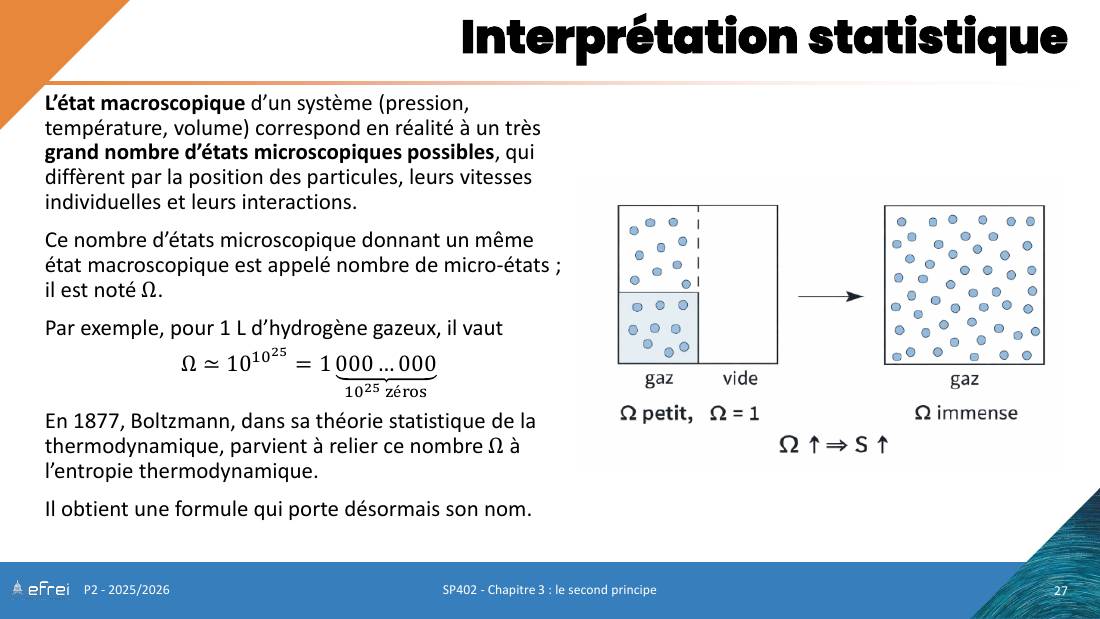 Interprétation statistique
L'état macroscopique d'un système (pression,
température, volume) correspond en réalité à un très
grand nombre d'états microscopiques possibles, qui
diffèrent par la position des particules, leurs vitesses
individuelles et leurs interactions.
Ce nombre d'états microscopique donnant un même
état macroscopique est appelé nombre de micro-états ;
il est noté Ω.
Par exemple, pour 1 L d'hydrogène gazeux, il vaut
Ω ≃ 10^{10^{25}} = 1 000 … 000
10^{25} zéros
En 1877, Boltzmann, dans sa théorie statistique de la
thermodynamique, parvient à relier ce nombre Ω à
l'entropie thermodynamique.
Il obtient une formule qui porte désormais son nom.
gaz vide
Ω petit, Ω = 1
gaz
Ω immense
Ω ↑ ⇒ S ↑
efrei P2 - 2025/2026
SP402 - Chapitre 3 : le second principe
27